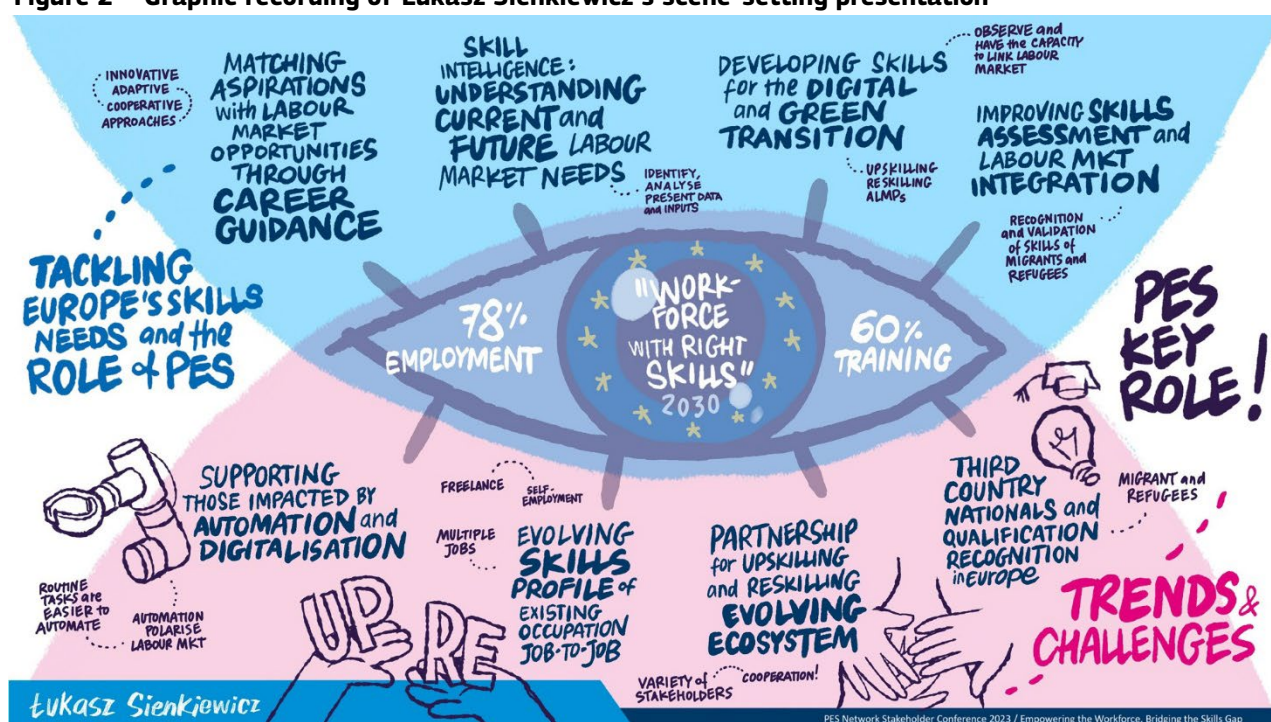 Figure 2 Graphic recording of Łukasz Sienkiewicz's scene-setting presentation
INNOVATIVE
ADAPTIVE
COOPERATIVE
APPROACHES
MATCHING
ASPIRATIONS
with LABOUR
MARKET
OPPORTUNITIES
THROUGH
CAREER
GUIDANCE
SKILL
INTELLIGENCE:
UNDERSTANDING
CURRENT and
FUTURE LABOUR
MARKET NEEDS
IDENTIFY,
ANALYSE
PRESENT DATA
and INPUTS
DEVELOPING SKILLS
for the DIGITAL
and GREEN
TRANSITION
UPSKILLING
RESKILLING
ALMPs
OBSERVE and
HAVE the CAPACITY
to LINK LABOUR
MARKET
IMPROVING SKILLS
ASSESSMENT and
LABOUR MKT
INTEGRATION
RECOGNITION
and VALIDATION
of SKILLS of
MIGRANTS and
REFUGEES
TACKLING
EUROPE'S SKILLS
NEEDS and the
ROLE of PES
78%
EMPLOYMENT
"WORK-
FORCE
WITH RIGHT
SKILLS"
2030
60%
TRAINING
PES
KEY
ROLE!
SUPPORTING
THOSE IMPACTED BY
AUTOMATION and
DIGITALISATION
ROUTINE
TASKS are
EASIER to
AUTOMATE
AUTOMATION
POLARISE
LABOUR MKT
UP
RE
FREELANCE
SELF-
EMPLOYMENT
MULTIPLE
JOBS
EVOLVING
SKILLS
PROFILE of
EXISTING
OCCUPATION
JOB-TO-JOB
PARTNERSHIP
for UPSKILLING
and RESKILLING
EVOLVING
ECOSYSTEM
VARIETY of
STAKEHOLDERS
COOPERATION!
THIRD
COUNTRY
NATIONALS and
QUALIFICATION
RECOGNITION
in Europe
MIGRANT and
REFUGEES
TRENDS &
CHALLENGES
Łukasz Sienkiewicz
PES Network Stakeholder Conference 2023 / Empowering the Workforce, Bridging the Skills Gap